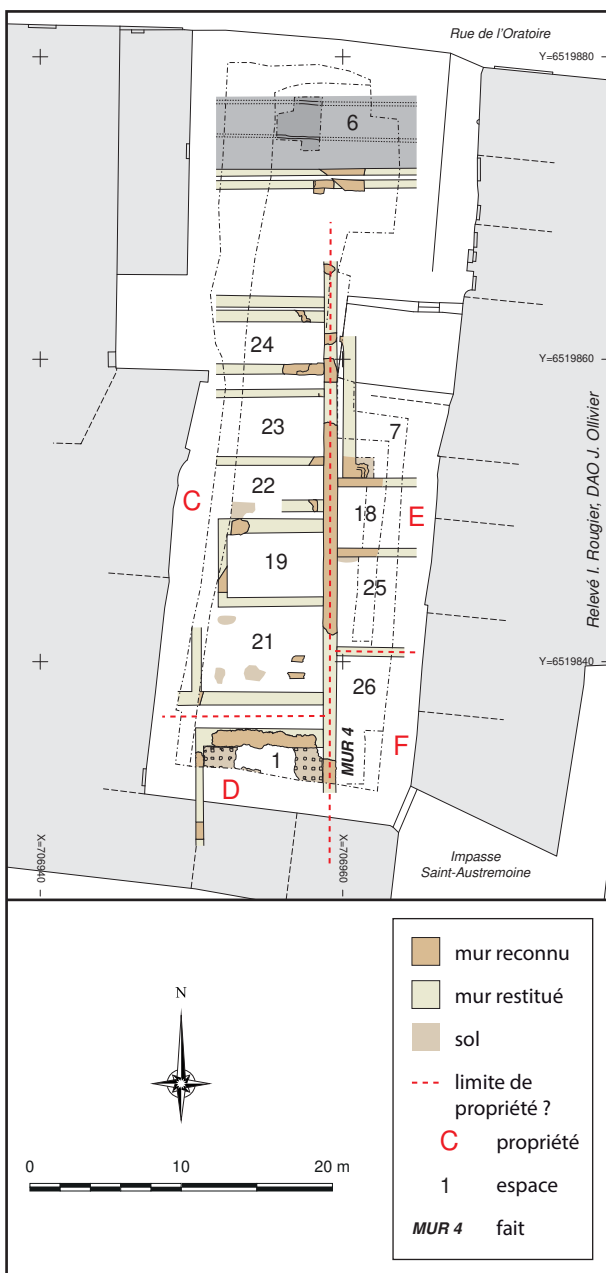 Rue de l'Oratoire
Y=6519880
6
24
Y=6519860
23
7
C
22
18
E
19
25
21
Y=6519840
26
MUR 4
F
1
D
X=706940
X=706960
Impasse
Saint-Austremoine
Relevé I. Rougier, DAO J. Ollivier
N
0 10 20 m
mur reconnu
mur restitué
sol
limite de
propriété ?
C propriété
1 espace
MUR 4 fait